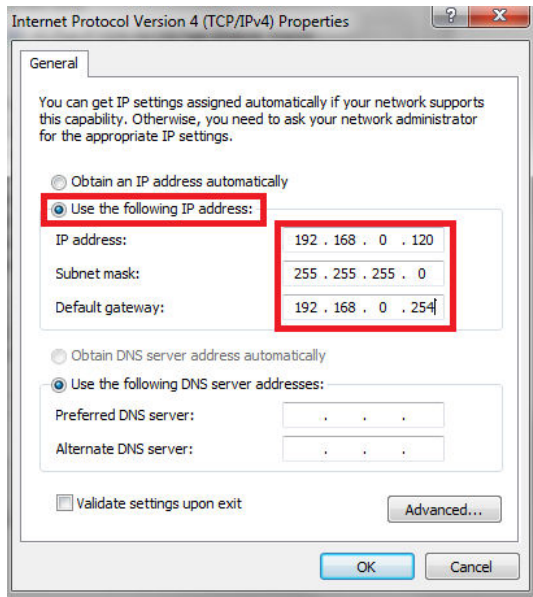 Internet Protocol Version 4 (TCP/IPv4) Properties
General
You can get IP settings assigned automatically if your network supports
this capability. Otherwise, you need to ask your network administrator
for the appropriate IP settings.
Obtain an IP address automatically
Use the following IP address:
IP address: 192 . 168 . 0 . 120
Subnet mask: 255 . 255 . 255 . 0
Default gateway: 192 . 168 . 0 . 254
Obtain DNS server address automatically
Use the following DNS server addresses:
Preferred DNS server: . . .
Alternate DNS server: . . .
Validate settings upon exit
Advanced...
OK Cancel